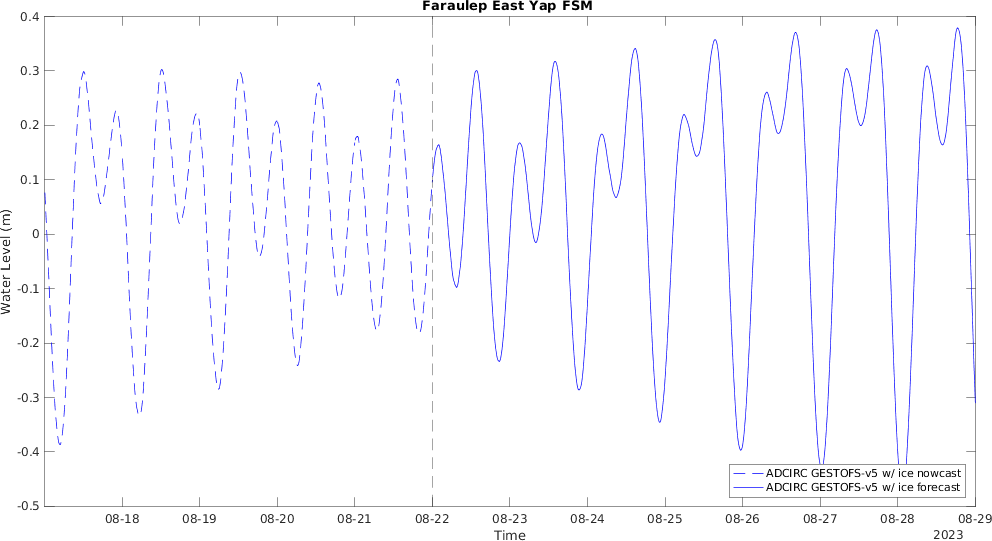 Faraulep East Yap FSM
0.4
0.3
0.2
0.1
0
-0.1
-0.2
-0.3
-0.4
-0.5
Water Level (m)
ADCIRC GESTOFS-v5 w/ ice nowcast
ADCIRC GESTOFS-v5 w/ ice forecast
08-18 08-19 08-20 08-21 08-22 08-23 08-24 08-25 08-26 08-27 08-28 08-29
Time
2023